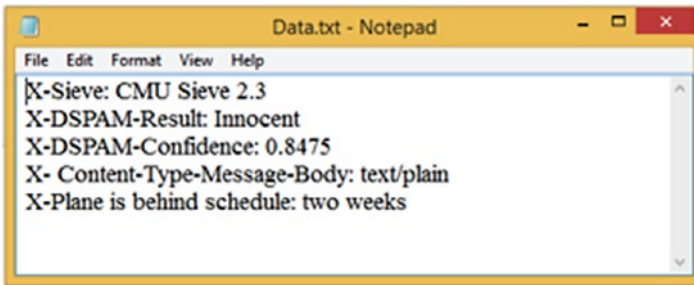 Data.txt - Notepad
File Edit Format View Help
X-Sieve: CMU Sieve 2.3
X-DSPAM-Result: Innocent
X-DSPAM-Confidence: 0.8475
X- Content-Type-Message-Body: text/plain
X-Plane is behind schedule: two weeks